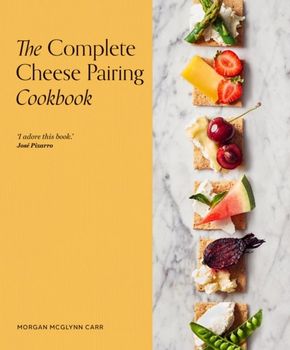 The Complete
Cheese Pairing
Cookbook
'I adore this book.'
José Pizarro
MORGAN MCGLYNN CARR